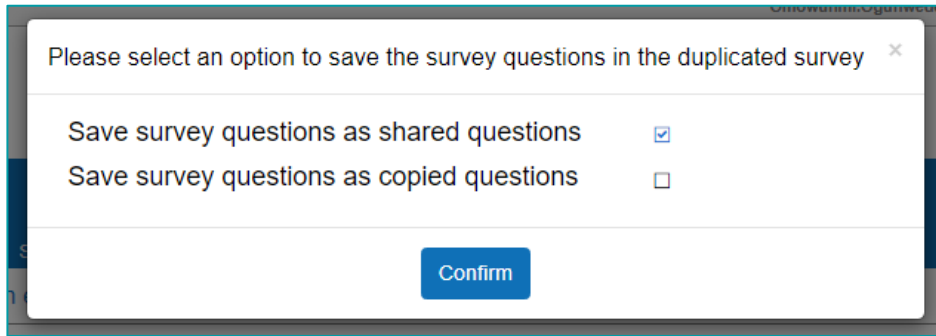 Please select an option to save the survey questions in the duplicated survey ×
Save survey questions as shared questions
Save survey questions as copied questions
Confirm